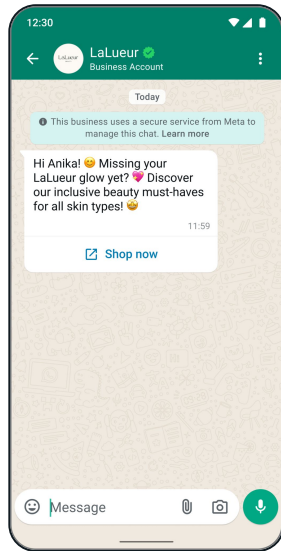 12:30
LaLueur
LaLueur
Business Account
Today
This business uses a secure service from Meta to
manage this chat. Learn more
Hi Anika! 😊 Missing your
LaLueur glow yet? 💖 Discover
our inclusive beauty must-haves
for all skin types! 🤩
11:59
Shop now
Message